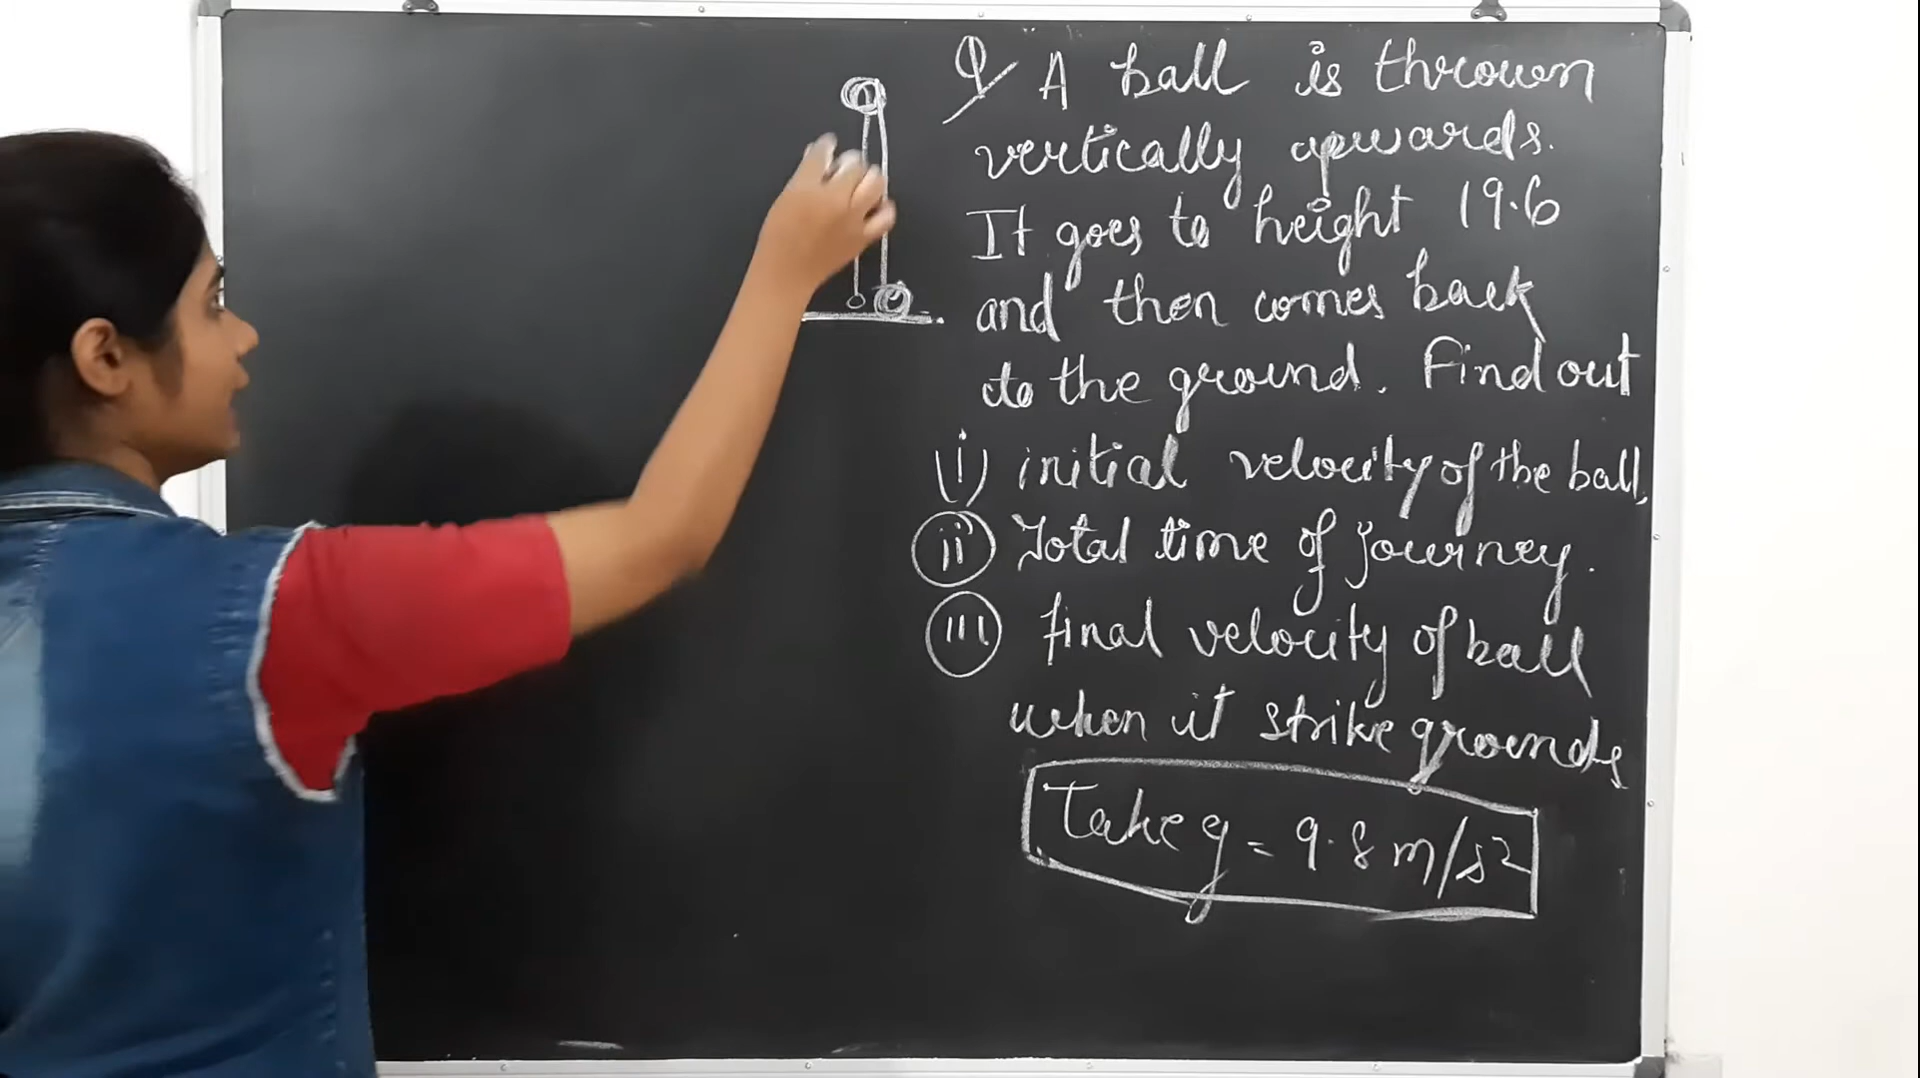 Q/ A ball is thrown
vertically upwards.
It goes to height 19.6
and then comes back
to the ground. Find out
(i) initial velocity of the ball.
(ii) Total time of journey.
(iii) final velocity of ball
when it strike grounds
Take g = 9.8 m/s²